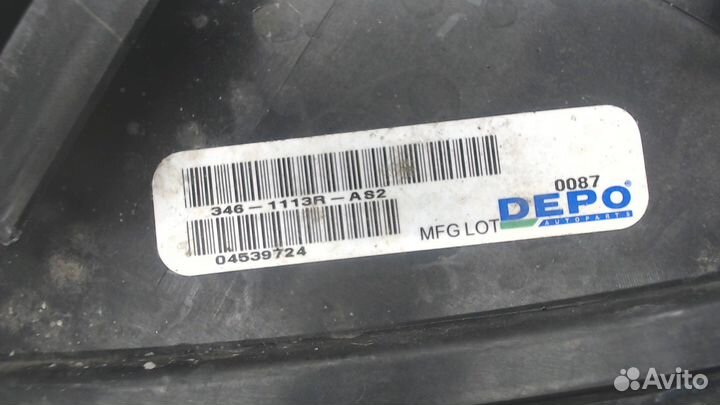 346-1113R-AS2
0087
DEPO
AUTOPARTS
MFG LOT
04539724
Avito